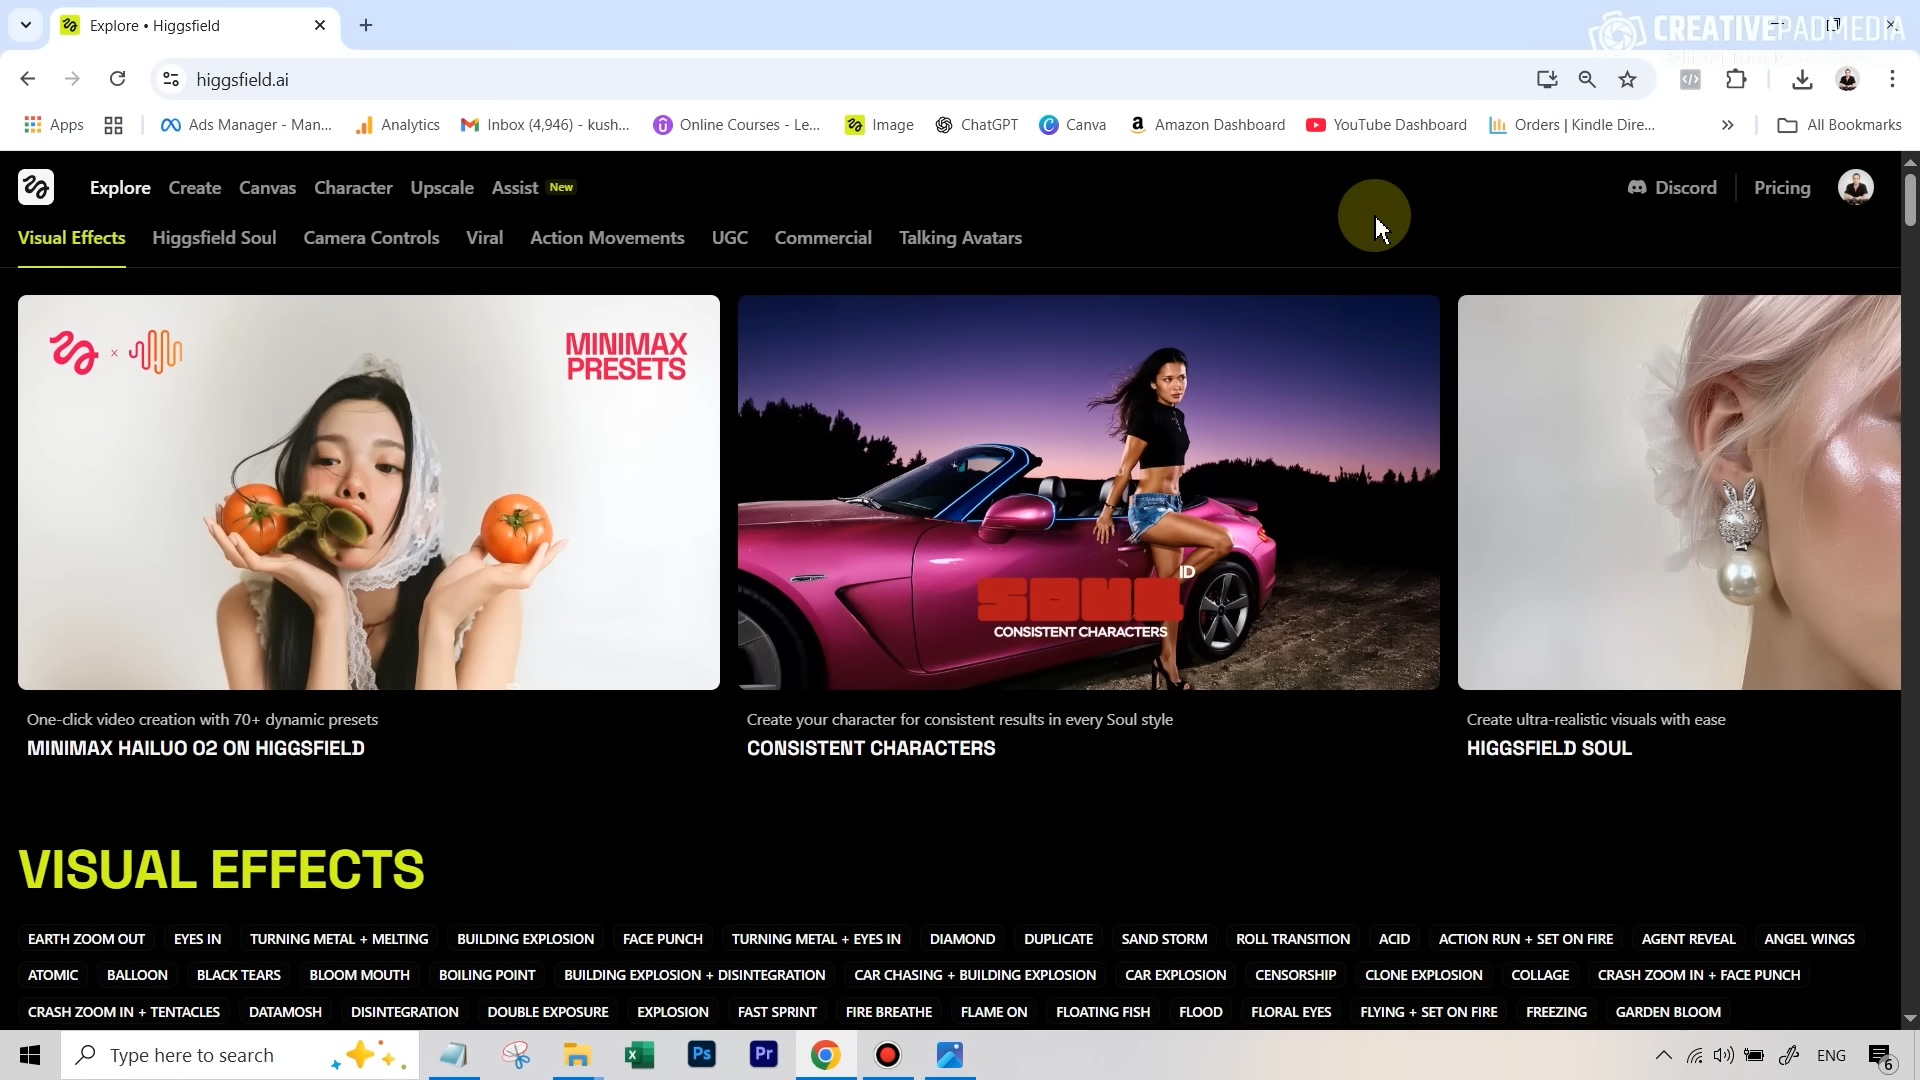 Explore • Higgsfield
CREATIVEPADMEDIA
higgsfield.ai
Apps
Ads Manager - Man...
Analytics
Inbox (4,946) - kush...
Online Courses - Le...
Image
ChatGPT
Canva
Amazon Dashboard
YouTube Dashboard
Orders | Kindle Dire...
All Bookmarks
Explore Create Canvas Character Upscale Assist New
Discord Pricing
Visual Effects Higgsfield Soul Camera Controls Viral Action Movements UGC Commercial Talking Avatars
MINIMAX
PRESETS
SOUL ID
CONSISTENT CHARACTERS
One-click video creation with 70+ dynamic presets
MINIMAX HAILUO 02 ON HIGGSFIELD
Create your character for consistent results in every Soul style
CONSISTENT CHARACTERS
Create ultra-realistic visuals with ease
HIGGSFIELD SOUL
VISUAL EFFECTS
EARTH ZOOM OUT EYES IN TURNING METAL + MELTING BUILDING EXPLOSION FACE PUNCH TURNING METAL + EYES IN DIAMOND DUPLICATE SAND STORM ROLL TRANSITION ACID ACTION RUN + SET ON FIRE AGENT REVEAL ANGEL WINGS
ATOMIC BALLOON BLACK TEARS BLOOM MOUTH BOILING POINT BUILDING EXPLOSION + DISINTEGRATION CAR CHASING + BUILDING EXPLOSION CAR EXPLOSION CENSORSHIP CLONE EXPLOSION COLLAGE CRASH ZOOM IN + FACE PUNCH
CRASH ZOOM IN + TENTACLES DATAMOSH DISINTEGRATION DOUBLE EXPOSURE EXPLOSION FAST SPRINT FIRE BREATHE FLAME ON FLOATING FISH FLOOD FLORAL EYES FLYING + SET ON FIRE FREEZING GARDEN BLOOM
Type here to search
Ps
Pr
ENG
6